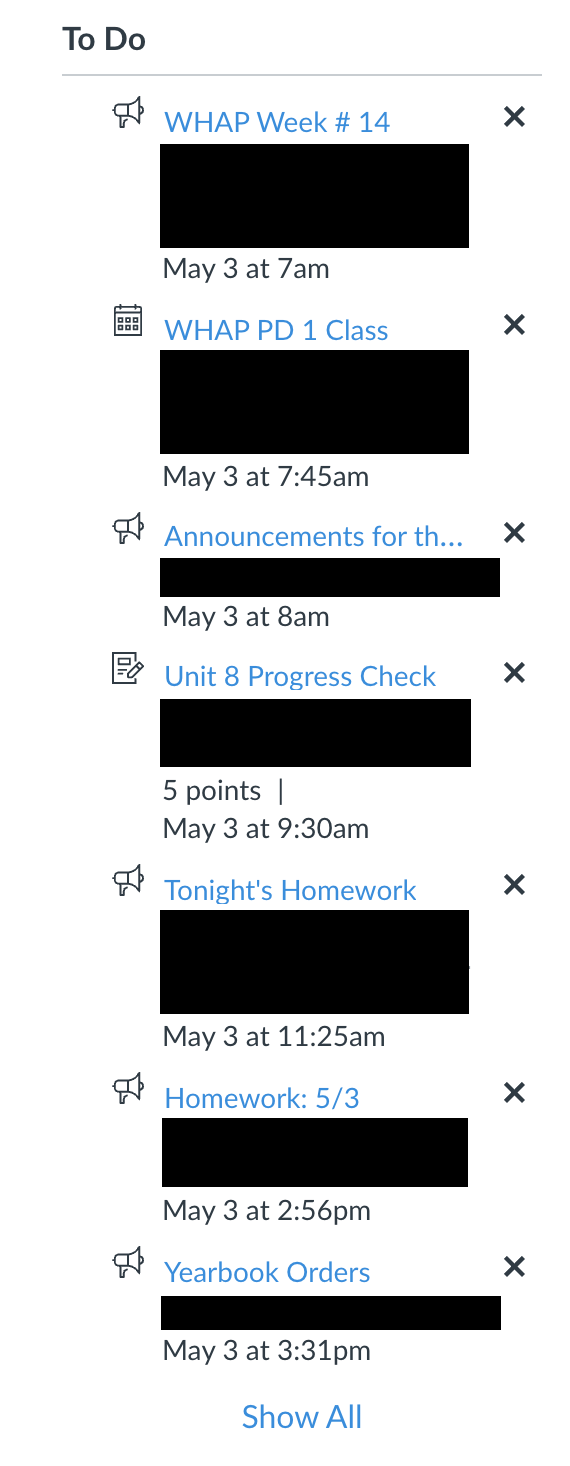 To Do
WHAP Week # 14
May 3 at 7am
WHAP PD 1 Class
May 3 at 7:45am
Announcements for th...
May 3 at 8am
Unit 8 Progress Check
5 points |
May 3 at 9:30am
Tonight's Homework
May 3 at 11:25am
Homework: 5/3
May 3 at 2:56pm
Yearbook Orders
May 3 at 3:31pm
Show All